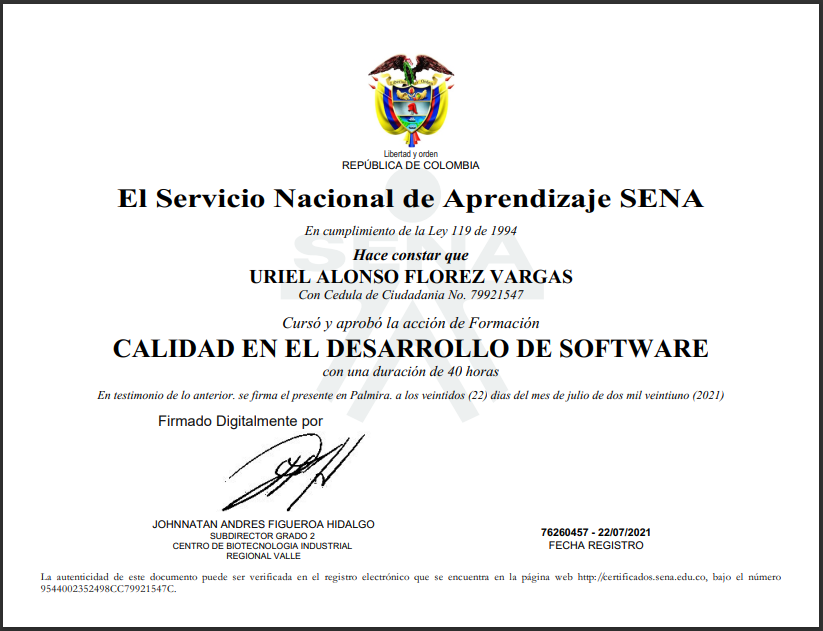 Libertad y orden
REPÚBLICA DE COLOMBIA
El Servicio Nacional de Aprendizaje SENA
En cumplimiento de la Ley 119 de 1994
SENA
Hace constar que
URIEL ALONSO FLOREZ VARGAS
Con Cedula de Ciudadania No. 79921547
Cursó y aprobó la acción de Formación
CALIDAD EN EL DESARROLLO DE SOFTWARE
con una duración de 40 horas
En testimonio de lo anterior. se firma el presente en Palmira. a los veintidos (22) dias del mes de julio de dos mil veintiuno (2021)
Firmado Digitalmente por
JOHNNATAN ANDRES FIGUEROA HIDALGO
SUBDIRECTOR GRADO 2
CENTRO DE BIOTECNOLOGIA INDUSTRIAL
REGIONAL VALLE
76260457 - 22/07/2021
FECHA REGISTRO
La autenticidad de este documento puede ser verificada en el registro electrónico que se encuentra en la página web http://certificados.sena.edu.co, bajo el número
9544002352498CC79921547C.